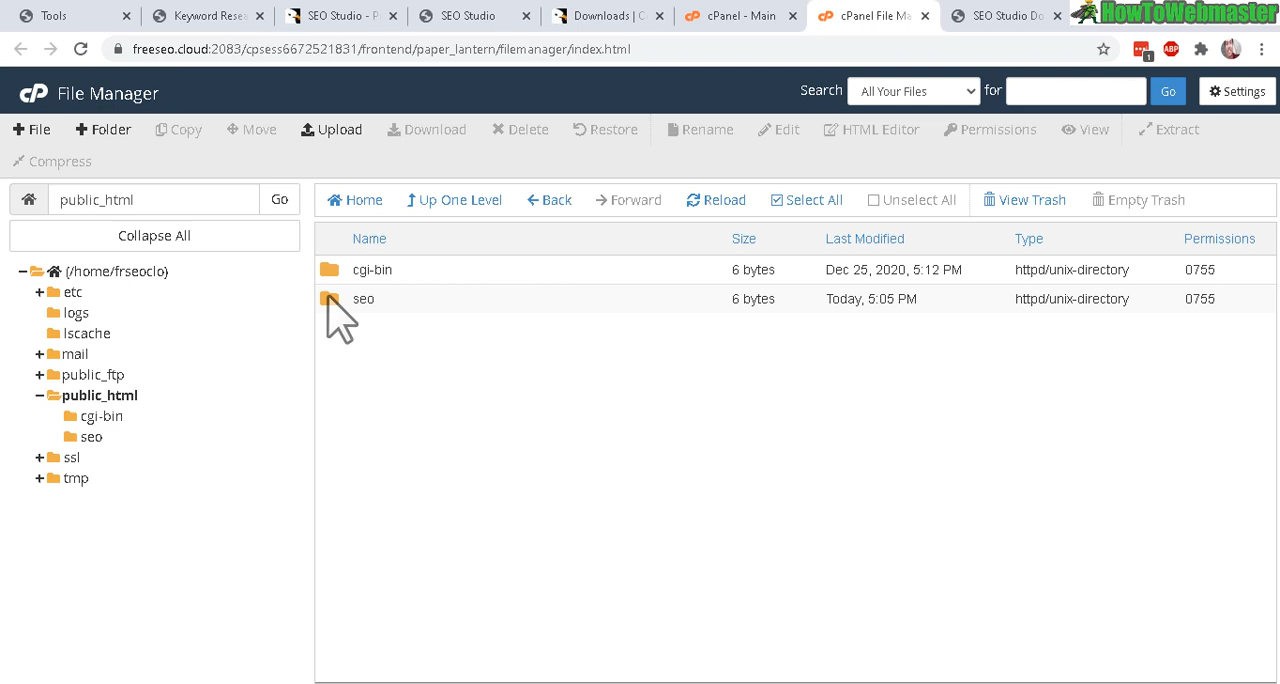 Tools
Keyword Resea
SEO Studio - P
Pending
Downloads | C
cPanel - Main
cPanel File Ma
SEO Studio Do
HowToWebmaster
freeseo.cloud:2083/cpsess6672521831/frontend/paper_lantern/filemanager/index.html
ABP
1
cP File Manager
Search All Your Files for Go Settings
File Folder Copy Move Upload Download Delete Restore Rename Edit HTML Editor Permissions View Extract
Compress
public_html Go
Home Up One Level Back Forward Reload Select All Unselect All View Trash Empty Trash
Collapse All
Name Size Last Modified Type Permissions
cgi-bin 6 bytes Dec 25, 2020, 5:12 PM httpd/unix-directory 0755
seo 6 bytes Today, 5:05 PM httpd/unix-directory 0755
(/home/frseoclo)
etc
logs
lscache
mail
public_ftp
public_html
cgi-bin
seo
ssl
tmp